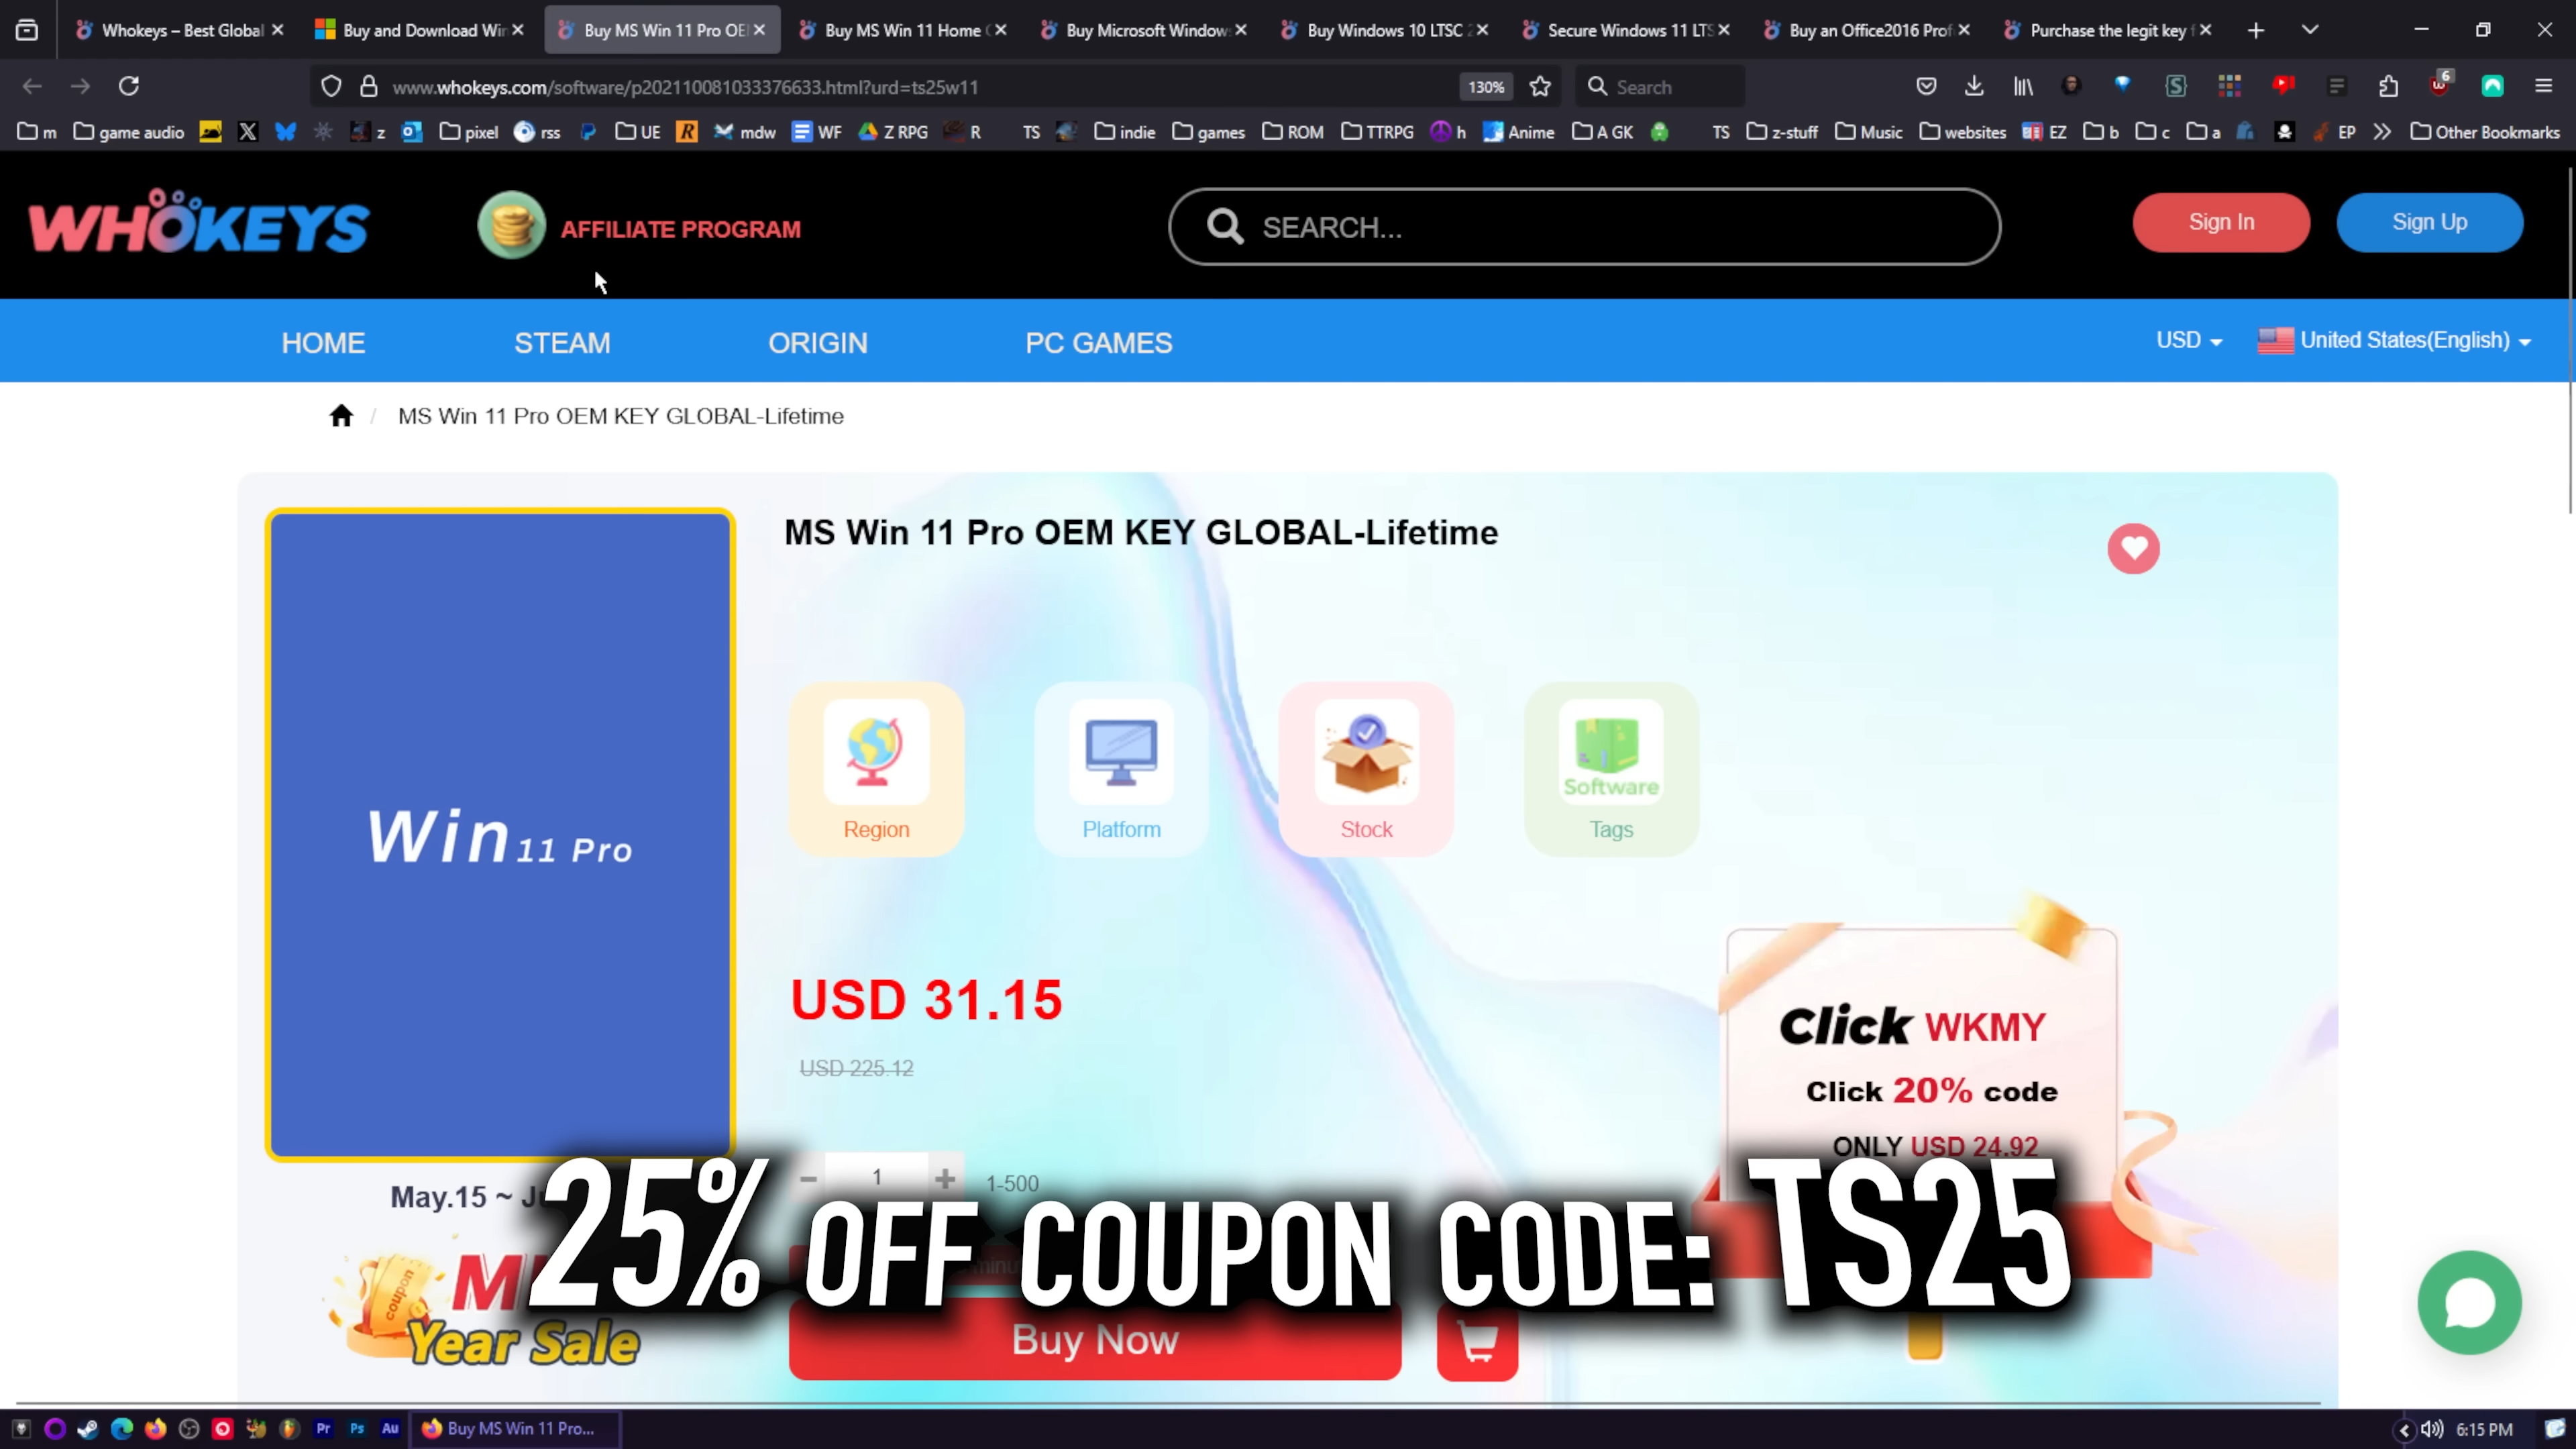 Whokeys – Best Global
Buy and Download Win
Buy MS Win 11 Pro OE
Buy MS Win 11 Home
Buy Microsoft Window
Buy Windows 10 LTSC
Secure Windows 11 LTS
Buy an Office2016 Prof
Purchase the legit key f
www.whokeys.com/software/p202110081033376633.html?urd=ts25w11
130%
Search
6
m
game audio
z
pixel
rss
UE
mdw
WF
Z RPG
R
TS
indie
games
ROM
TTRPG
h
Anime
A GK
TS
z-stuff
Music
websites
EZ
b
c
a
EP
Other Bookmarks
WHOKEYS
AFFILIATE PROGRAM
SEARCH...
Sign In
Sign Up
HOME
STEAM
ORIGIN
PC GAMES
USD
United States(English)
/ MS Win 11 Pro OEM KEY GLOBAL-Lifetime
MS Win 11 Pro OEM KEY GLOBAL-Lifetime
Win 11 Pro
Region
Platform
Stock
Software
Tags
USD 31.15
USD 225.12
Click WKMY
Click 20% code
ONLY USD 24.92
- 1 + 1-500
May.15 ~
25% OFF COUPON CODE: TS25
coupon
Year Sale
Buy Now
Pr
Ps
Au
Buy MS Win 11 Pro...
6:15 PM